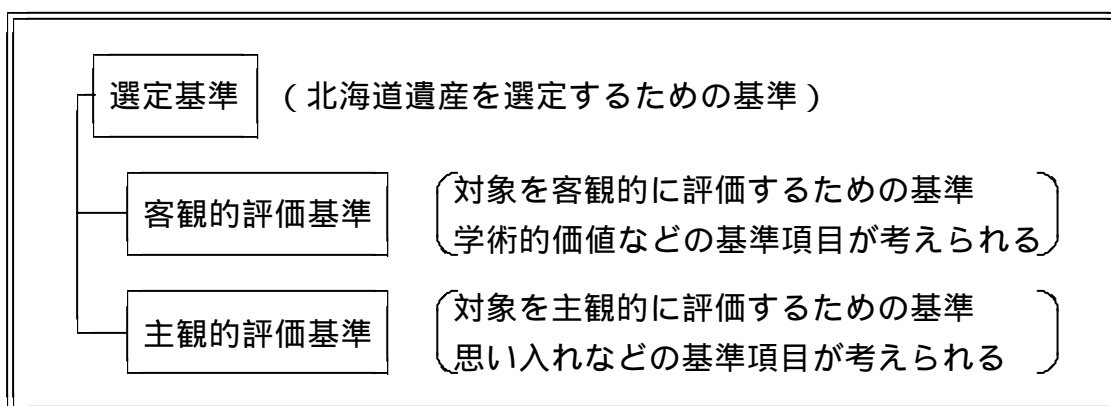 選定基準 (北海道遺産を選定するための基準)
客観的評価基準
対象を客観的に評価するための基準
学術的価値などの基準項目が考えられる
主観的評価基準
対象を主観的に評価するための基準
思い入れなどの基準項目が考えられる